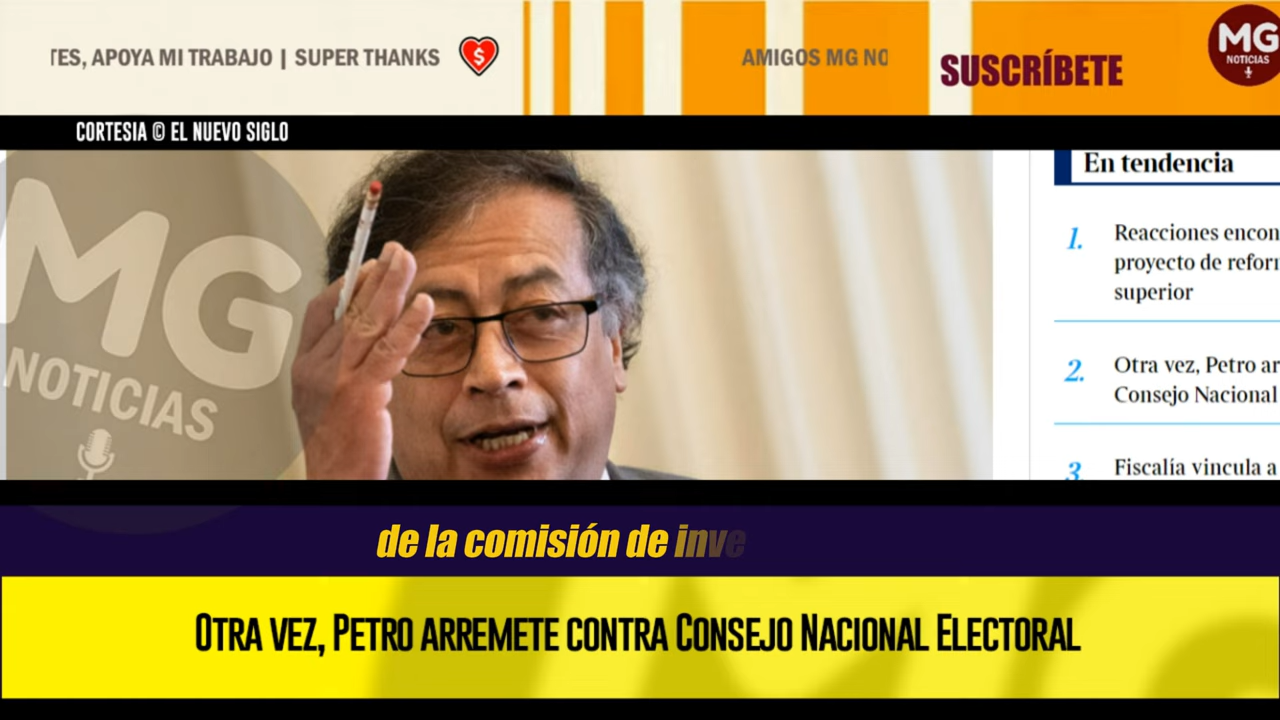 TES, APOYA MI TRABAJO | SUPER THANKS
AMIGOS MG NO
SUSCRÍBETE
MG
NOTICIAS
CORTESIA © EL NUEVO SIGLO
MG
NOTICIAS
En tendencia
1. Reacciones encon
proyecto de refor
superior
2. Otra vez, Petro ar
Consejo Nacional
3. Fiscalía vincula a
de la comisión de inve
OTRA VEZ, PETRO ARREMETE CONTRA CONSEJO NACIONAL ELECTORAL